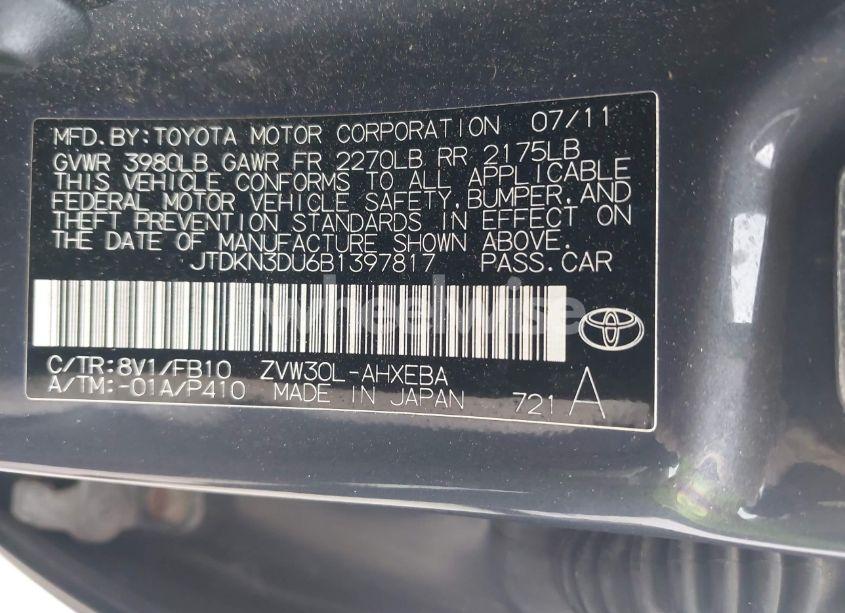 MFD.BY:TOYOTA MOTOR CORPORATION 07/11
GVWR 3980LB GAWR FR 2270LB RR 2175LB
THIS VEHICLE CONFORMS TO ALL APPLICABLE
FEDERAL MOTOR VEHICLE SAFETY,BUMPER,AND
THEFT PREVENTION STANDARDS IN EFFECT ON
THE DATE OF MANUFACTURE SHOWN ABOVE.
JTDKN3DU6B1397817 PASS.CAR
wheelwise
C/TR:8V1/FB10 ZVW30L-AHXEBA
A/TM:-01A/P410 MADE IN JAPAN 721 A